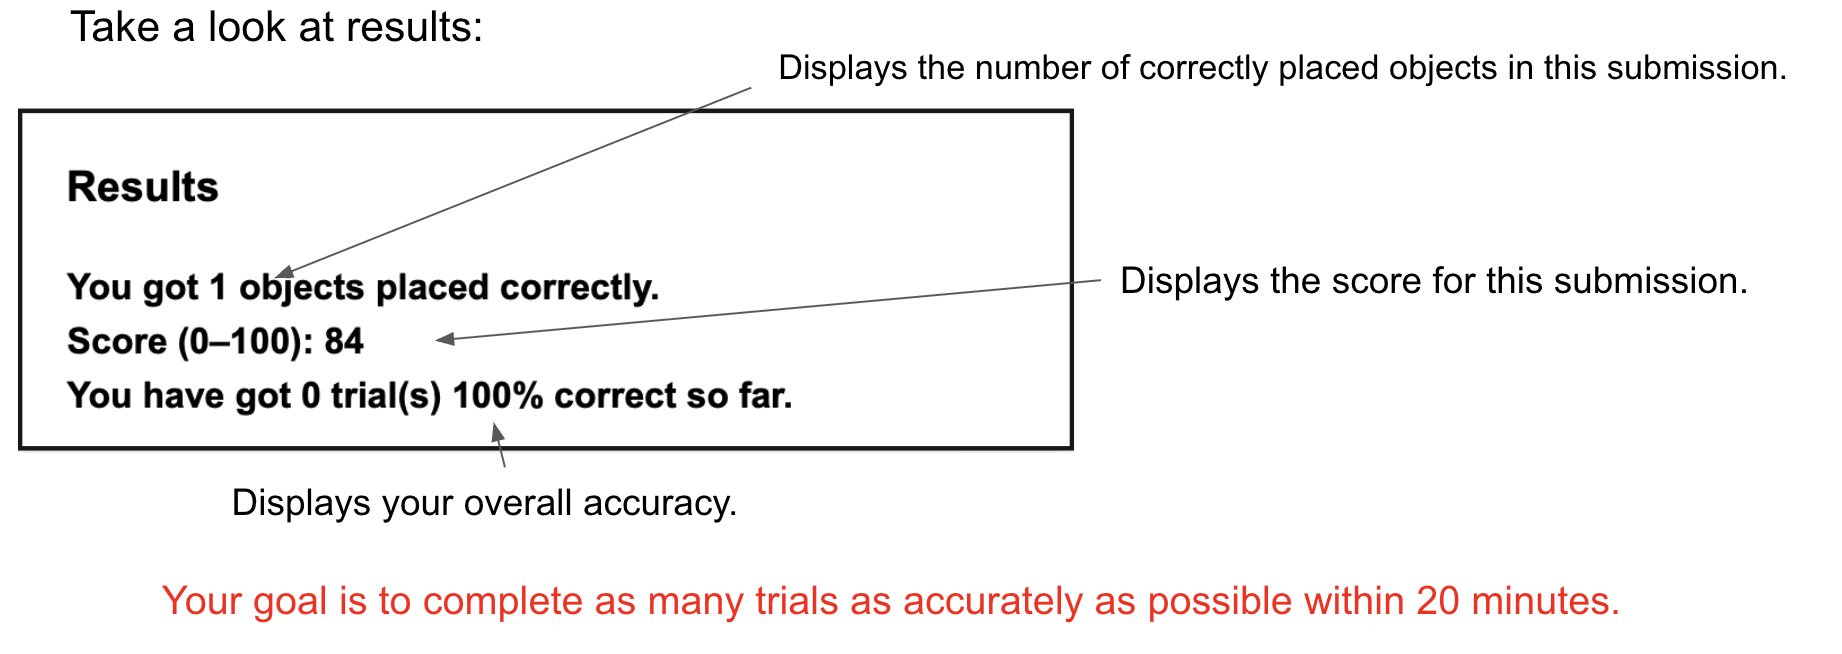 Take a look at results:
Displays the number of correctly placed objects in this submission.
Results
You got 1 objects placed correctly.
Displays the score for this submission.
Score (0–100): 84
You have got 0 trial(s) 100% correct so far.
Displays your overall accuracy.
Your goal is to complete as many trials as accurately as possible within 20 minutes.